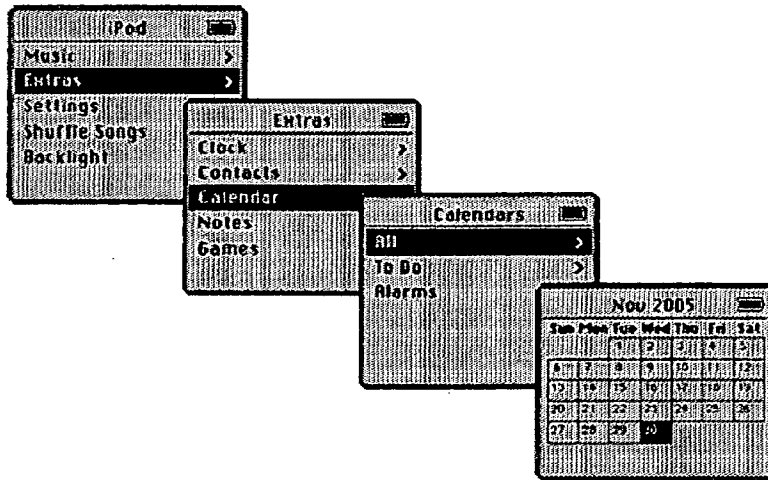 iPod
Music >
Extras >
Settings
Shuffle Songs
Backlight
Extras
Clock >
Contacts >
Calendar
Notes
Games
Calendars
All >
To Do >
Alarms
Nov 2005
Sun Mon Tue Wed Thu Fri Sat
1 2 3 4 5
6 7 8 9 10 11 12
13 14 15 16 17 18 19
20 21 22 23 24 25 26
27 28 29 30